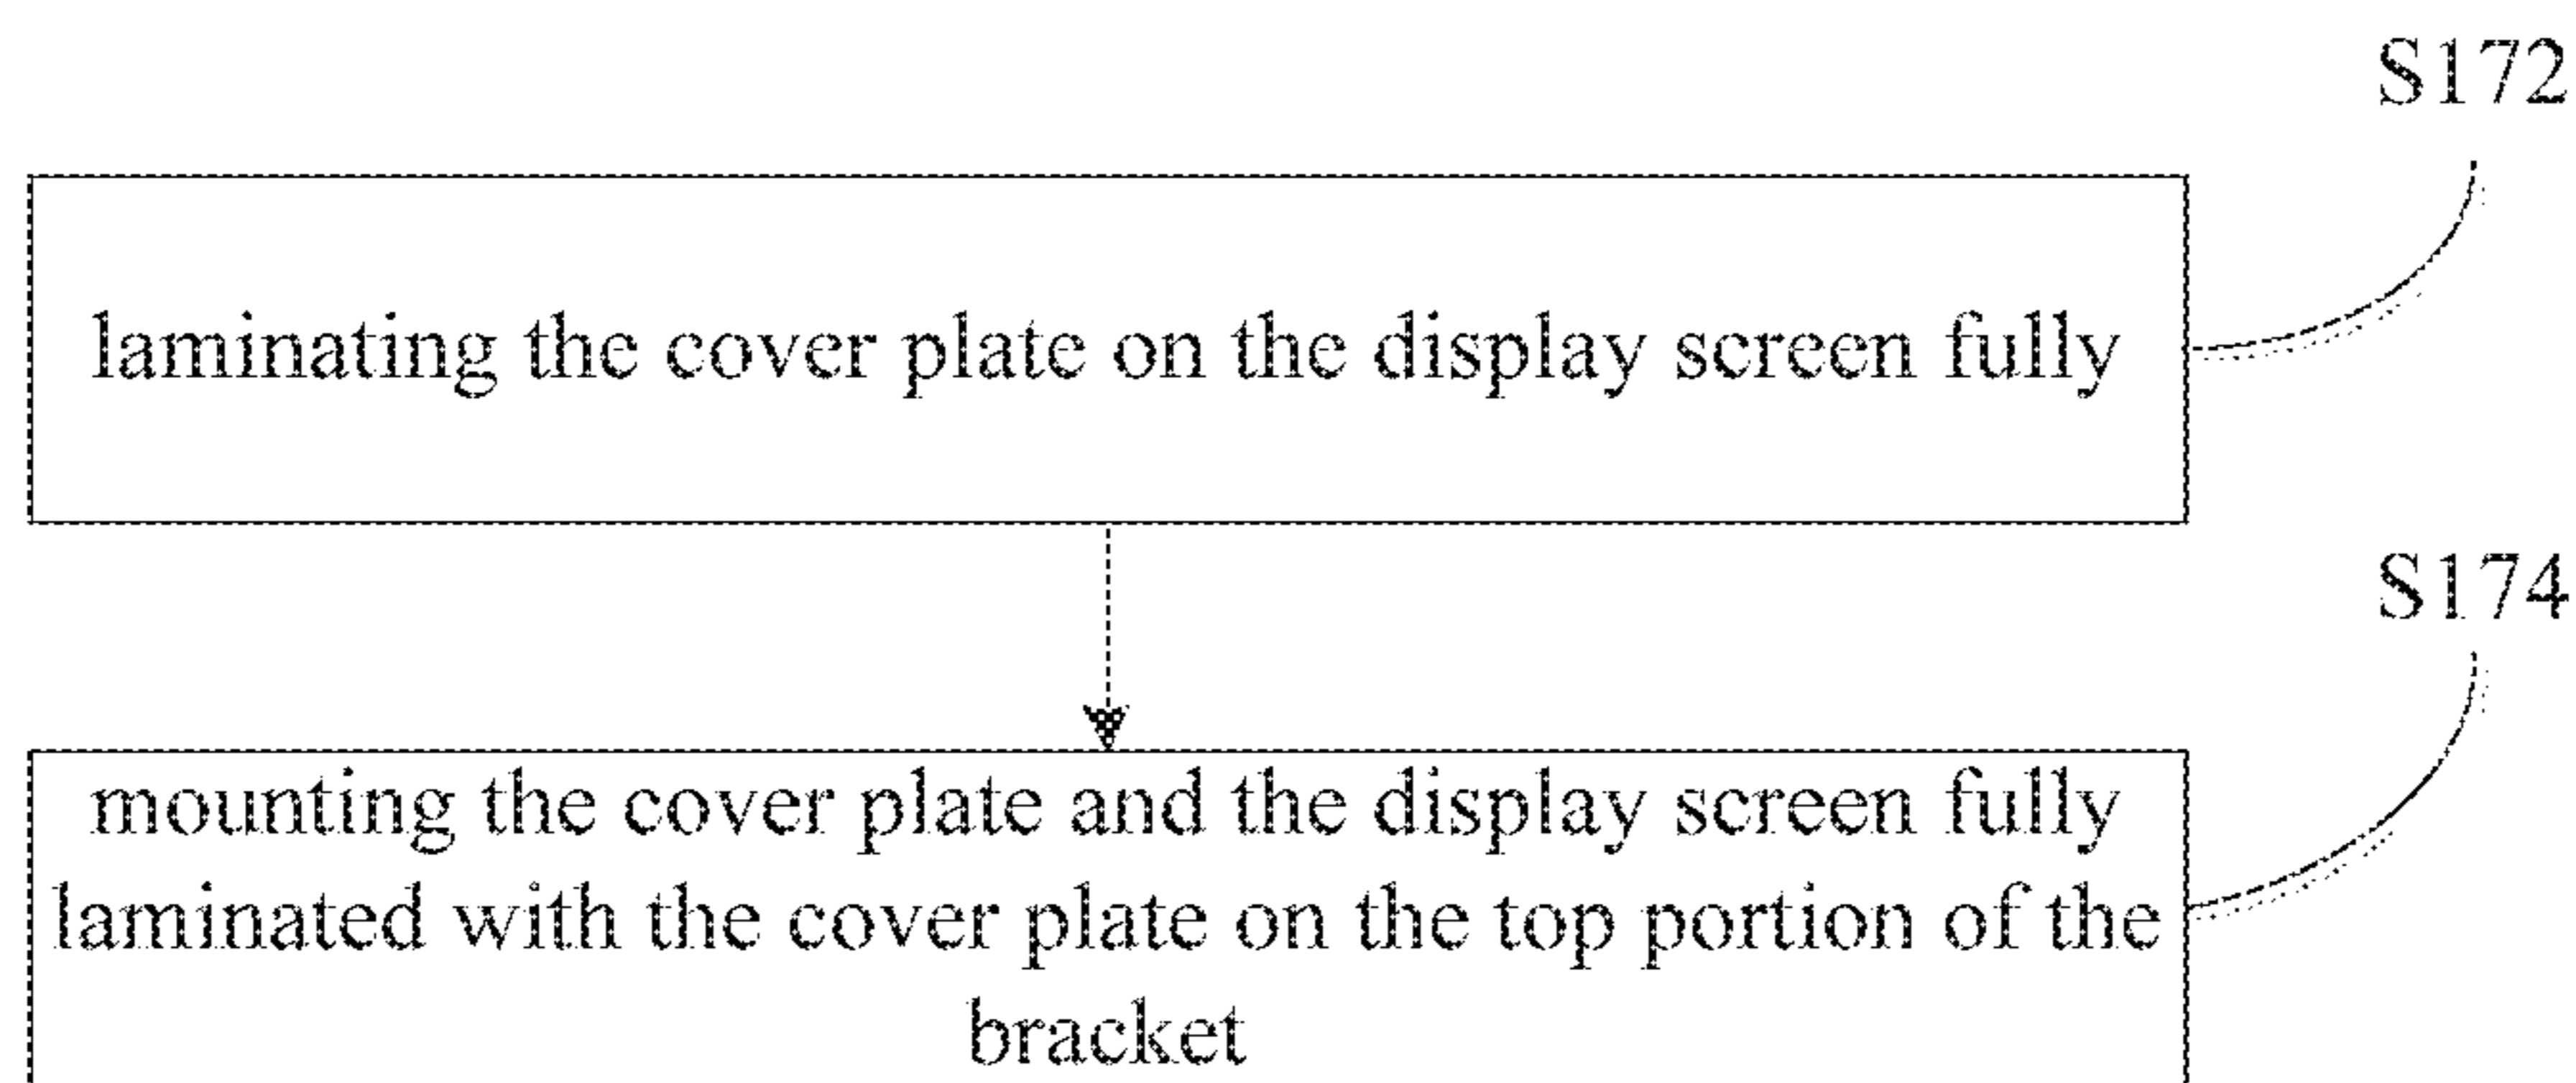 S172
laminating the cover plate on the display screen fully
S174
mounting the cover plate and the display screen fully
laminated with the cover plate on the top portion of the
bracket